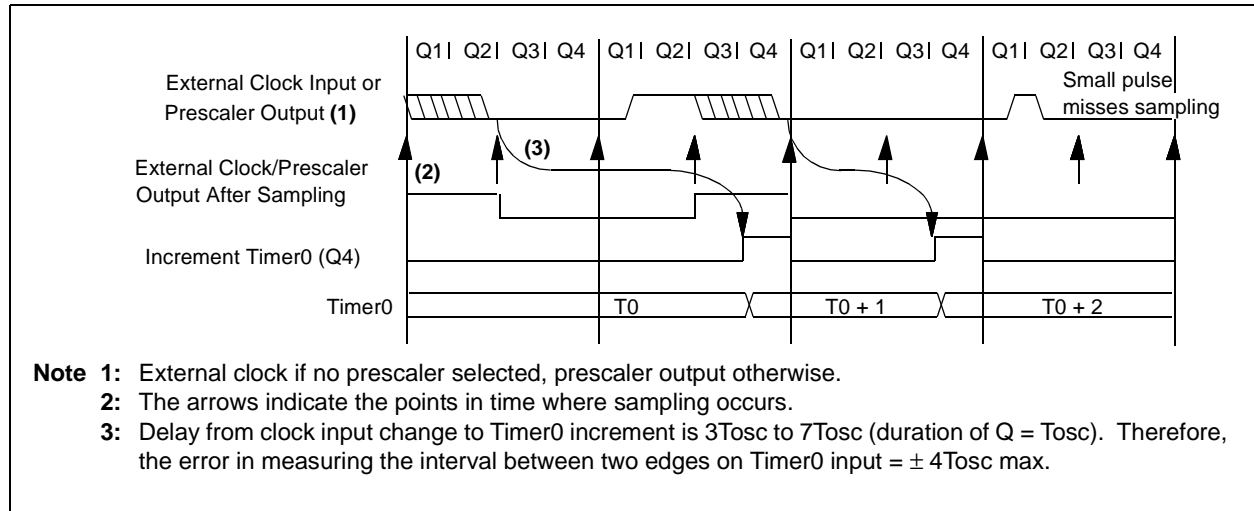 Q1| Q2| Q3| Q4 Q1| Q2| Q3| Q4 Q1| Q2| Q3| Q4 Q1| Q2| Q3| Q4
External Clock Input or
Prescaler Output (1)
Small pulse
misses sampling
(3)
External Clock/Prescaler
Output After Sampling
(2)
Increment Timer0 (Q4)
Timer0 T0 T0 + 1 T0 + 2
Note 1: External clock if no prescaler selected, prescaler output otherwise.
2: The arrows indicate the points in time where sampling occurs.
3: Delay from clock input change to Timer0 increment is 3Tosc to 7Tosc (duration of Q = Tosc). Therefore,
the error in measuring the interval between two edges on Timer0 input = ± 4Tosc max.